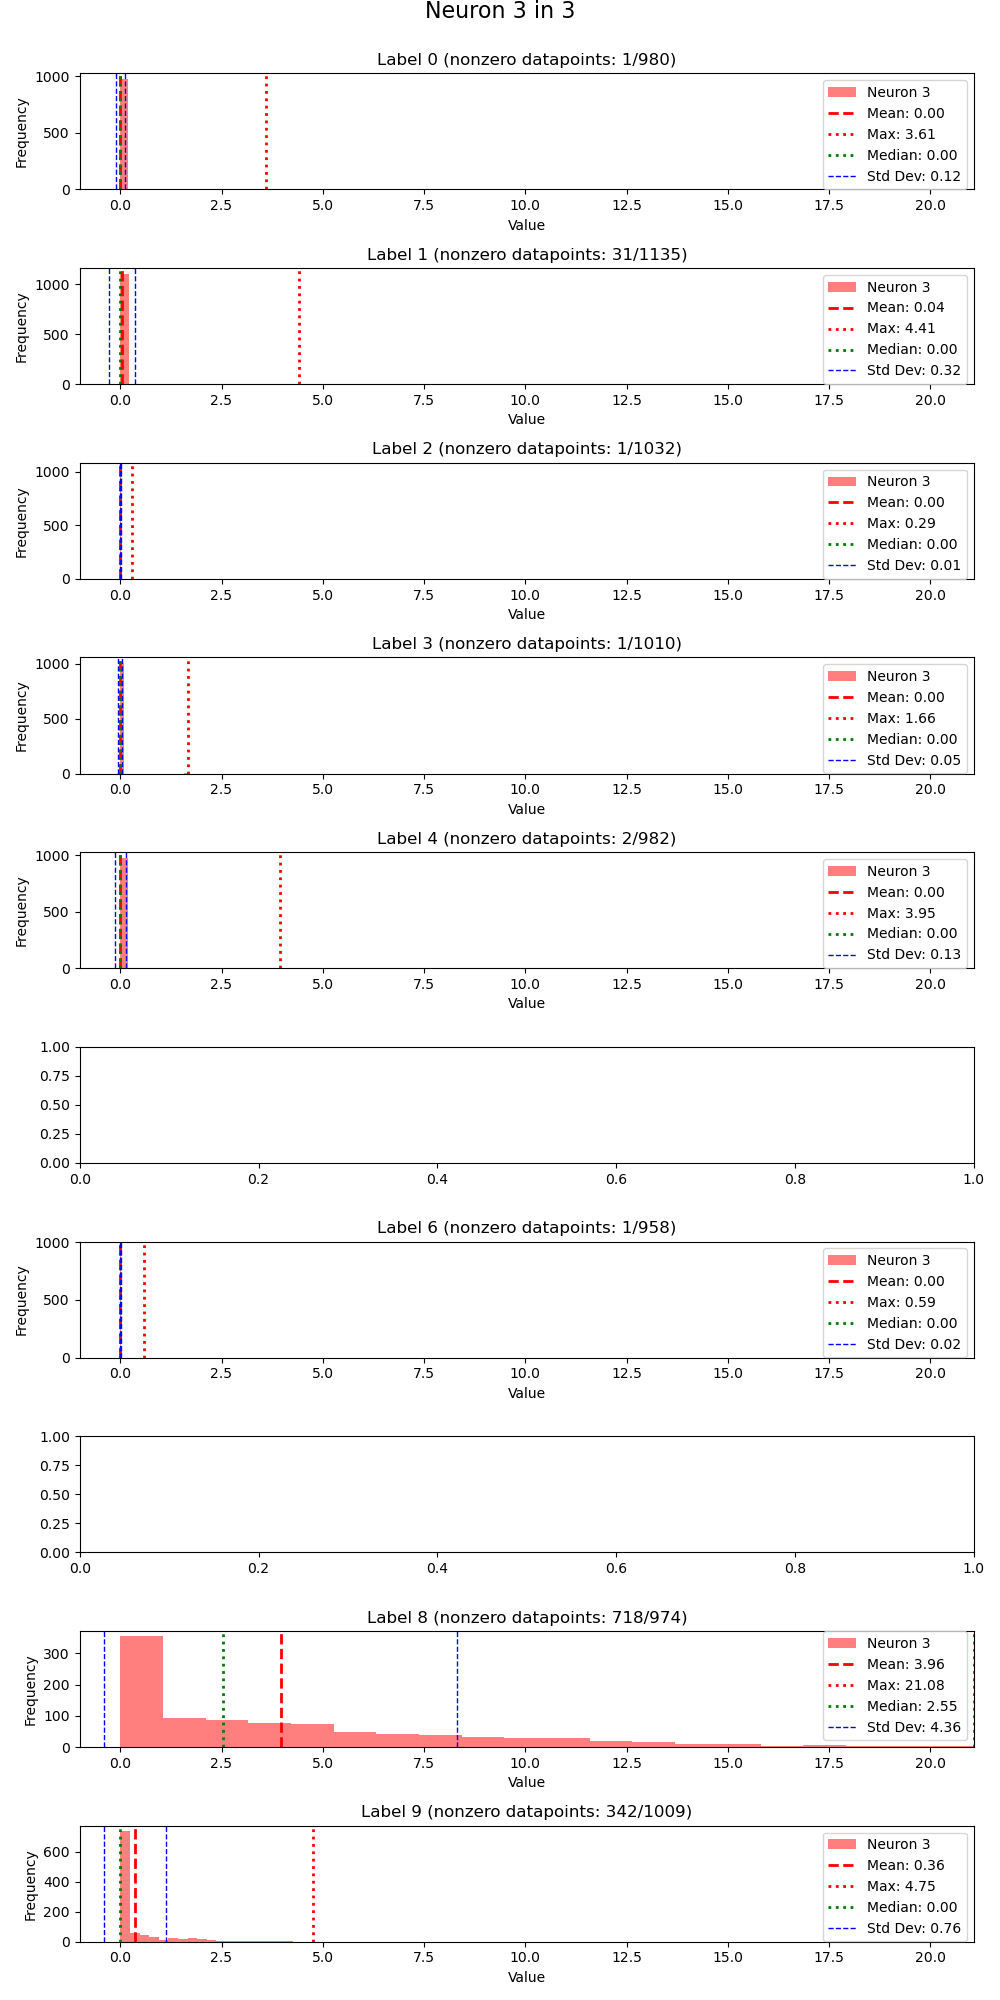 Neuron 3 in 3
Label 0 (nonzero datapoints: 1/980)
Frequency
1000
500
0
Neuron 3
Mean: 0.00
Max: 3.61
Median: 0.00
Std Dev: 0.12
0.0 2.5 5.0 7.5 10.0 12.5 15.0 17.5 20.0
Value
Label 1 (nonzero datapoints: 31/1135)
Frequency
1000
500
0
Neuron 3
Mean: 0.04
Max: 4.41
Median: 0.00
Std Dev: 0.32
0.0 2.5 5.0 7.5 10.0 12.5 15.0 17.5 20.0
Value
Label 2 (nonzero datapoints: 1/1032)
Frequency
1000
500
0
Neuron 3
Mean: 0.00
Max: 0.29
Median: 0.00
Std Dev: 0.01
0.0 2.5 5.0 7.5 10.0 12.5 15.0 17.5 20.0
Value
Label 3 (nonzero datapoints: 1/1010)
Frequency
1000
500
0
Neuron 3
Mean: 0.00
Max: 1.66
Median: 0.00
Std Dev: 0.05
0.0 2.5 5.0 7.5 10.0 12.5 15.0 17.5 20.0
Value
Label 4 (nonzero datapoints: 2/982)
Frequency
1000
500
0
Neuron 3
Mean: 0.00
Max: 3.95
Median: 0.00
Std Dev: 0.13
0.0 2.5 5.0 7.5 10.0 12.5 15.0 17.5 20.0
Value
1.00
0.75
0.50
0.25
0.00
0.0 0.2 0.4 0.6 0.8 1.0
Label 6 (nonzero datapoints: 1/958)
Frequency
1000
500
0
Neuron 3
Mean: 0.00
Max: 0.59
Median: 0.00
Std Dev: 0.02
0.0 2.5 5.0 7.5 10.0 12.5 15.0 17.5 20.0
Value
1.00
0.75
0.50
0.25
0.00
0.0 0.2 0.4 0.6 0.8 1.0
Label 8 (nonzero datapoints: 718/974)
Frequency
300
200
100
0
Neuron 3
Mean: 3.96
Max: 21.08
Median: 2.55
Std Dev: 4.36
0.0 2.5 5.0 7.5 10.0 12.5 15.0 17.5 20.0
Value
Label 9 (nonzero datapoints: 342/1009)
Frequency
600
400
200
0
Neuron 3
Mean: 0.36
Max: 4.75
Median: 0.00
Std Dev: 0.76
0.0 2.5 5.0 7.5 10.0 12.5 15.0 17.5 20.0
Value